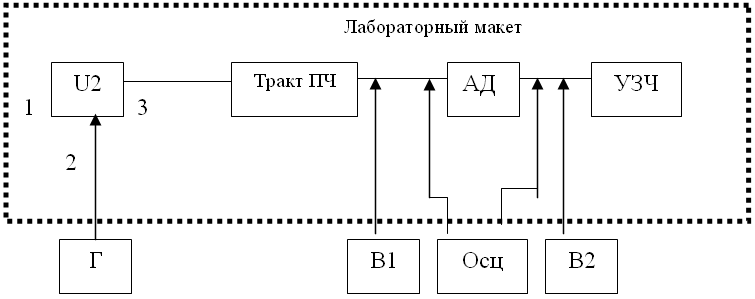 Лабораторный макет
U2
Тракт ПЧ
АД
УЗЧ
1
3
2
Г
В1
Осц
В2